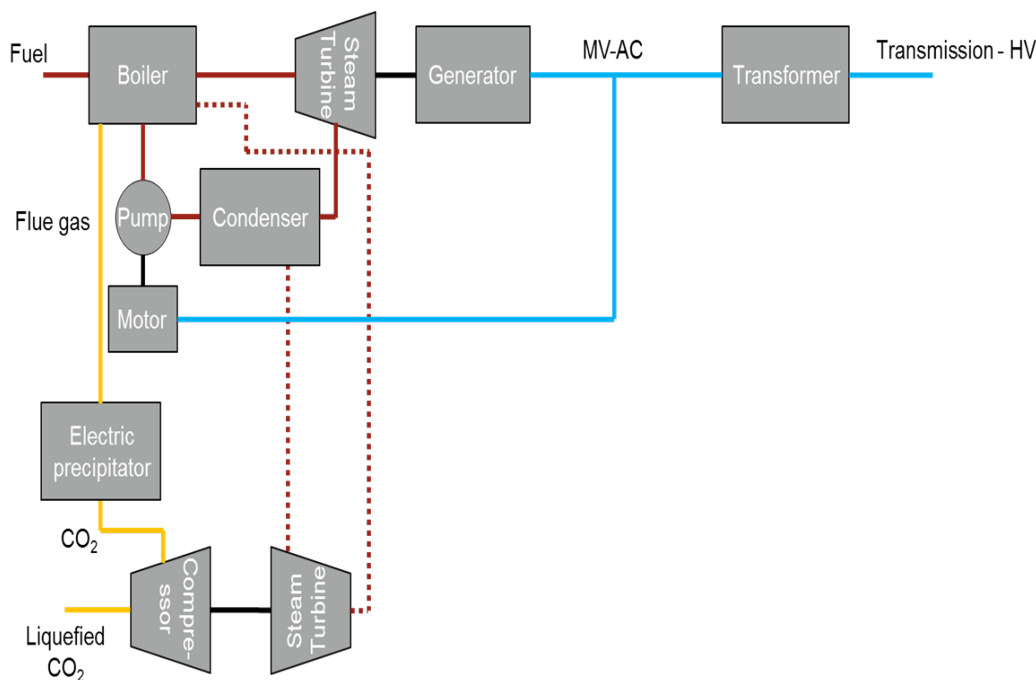 Fuel
Boiler
Steam
Turbine
Generator
MV-AC
Transformer
Transmission - HV
Flue gas
Pump
Condenser
Motor
Electric
precipitator
CO₂
Compre-
ssor
Steam
Turbine
Liquefied
CO₂